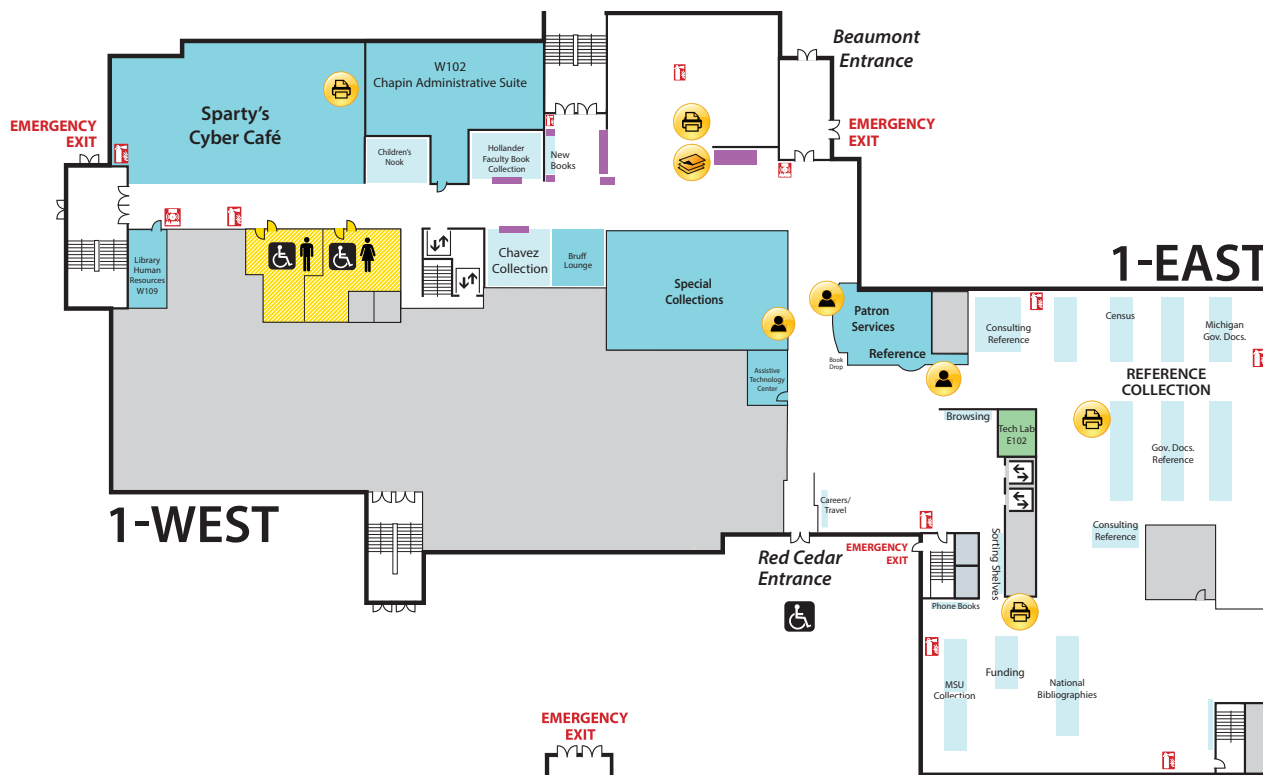 Beaumont
Entrance
W102
Chapin Administrative Suite
Sparty's
Cyber Café
EMERGENCY
EXIT
EMERGENCY
EXIT
Children's
Nook
Hollander
Faculty Book
Collection
New
Books
Library
Human
Resources
W109
Chavez
Collection
Bruff
Lounge
Special
Collections
1-EAST
Patron
Services
Reference
Book
Drop
Consulting
Reference
Census
Michigan
Gov. Docs.
Assistive
Technology
Center
REFERENCE
COLLECTION
Browsing
Tech Lab
E102
Gov. Docs.
Reference
1-WEST
Careers/
Travel
Consulting
Reference
Sorting Shelves
Red Cedar
Entrance
EMERGENCY
EXIT
Phone Books
MSU
Collection
Funding
National
Bibliographies
EMERGENCY
EXIT